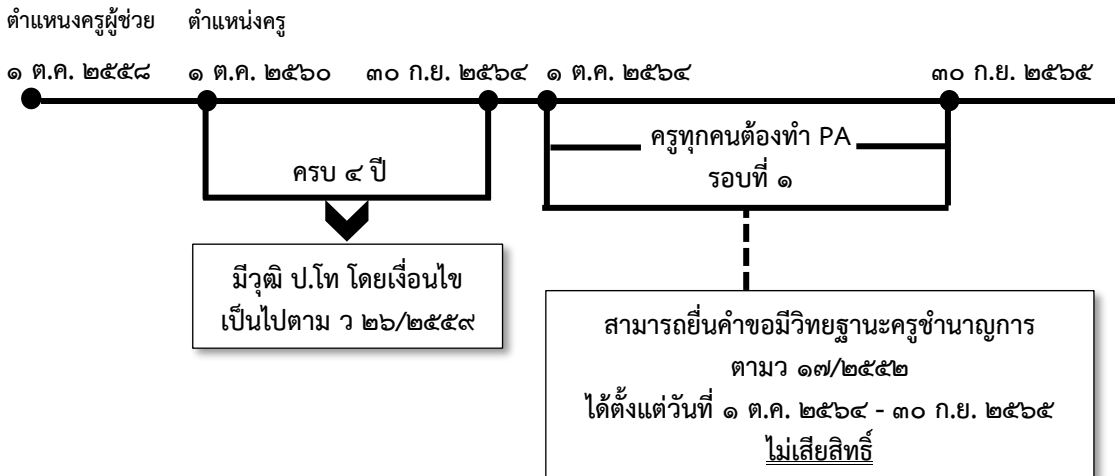 ตำแหนงครูผู้ช่วย ตำแหน่งครู
๑ ต.ค. ๒๕๕๘ ๑ ต.ค. ๒๕๖๐ ๓๐ ก.ย. ๒๕๖๔ ๑ ต.ค. ๒๕๖๔ ๓๐ ก.ย. ๒๕๖๕
ครบ ๔ ปี
ครูทุกคนต้องทำ PA
รอบที่ ๑
มีวุฒิ ป.โท โดยเงื่อนไข
เป็นไปตาม ว ๒๖/๒๕๕๙
สามารถยื่นคำขอมีวิทยฐานะครูชำนาญการ
ตามว ๑๗/๒๕๕๒
ได้ตั้งแต่วันที่ ๑ ต.ค. ๒๕๖๔ - ๓๐ ก.ย. ๒๕๖๕
ไม่เสียสิทธิ์